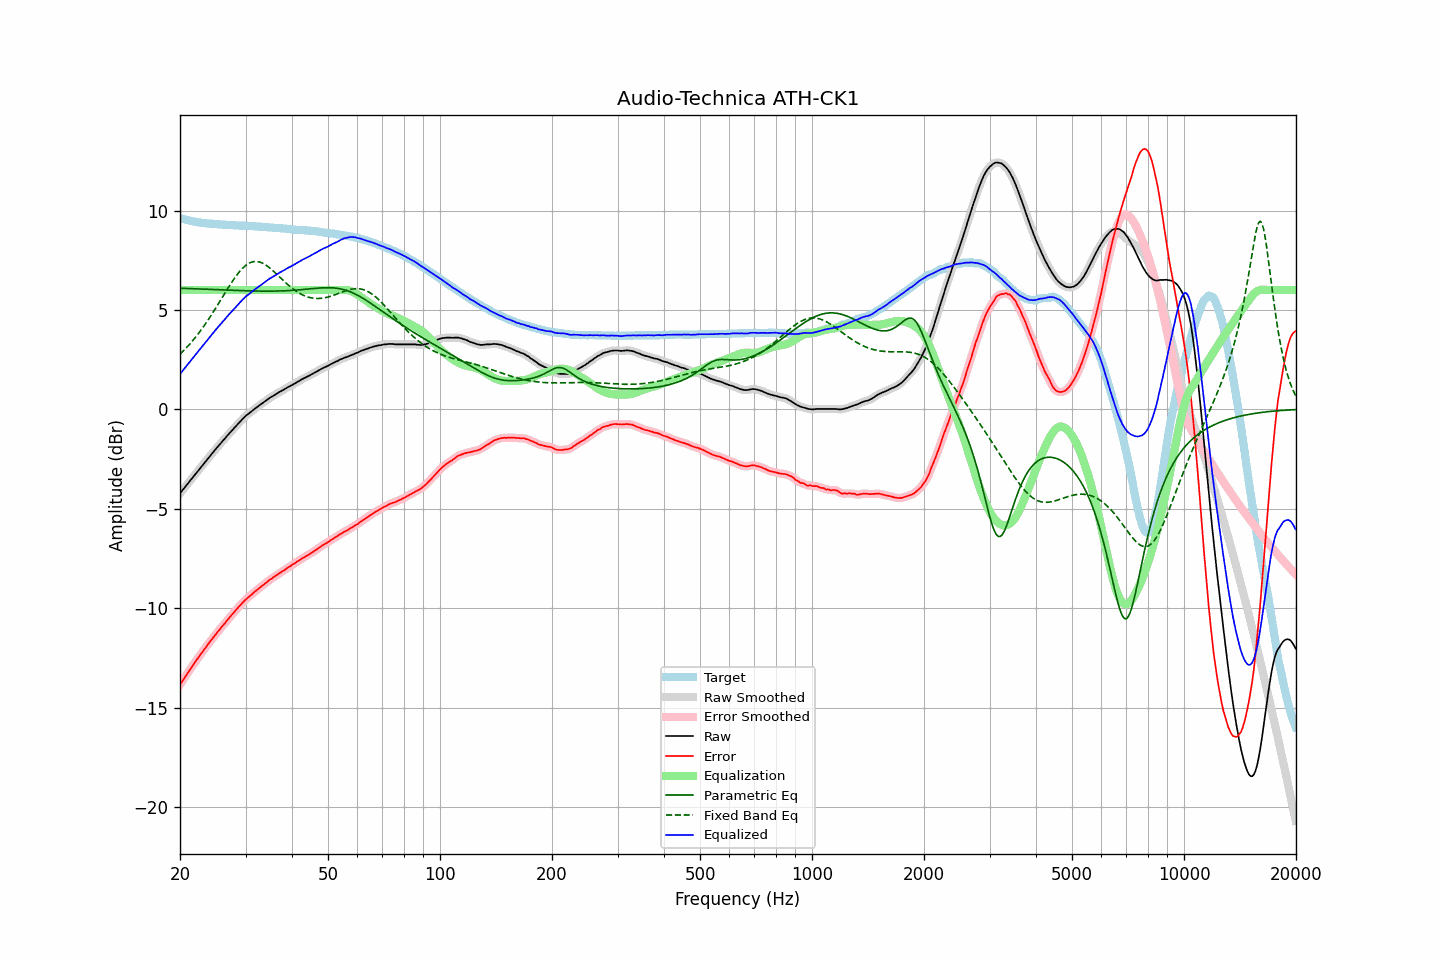 Audio-Technica ATH-CK1
Amplitude (dBr)
10
5
0
−5
−10
−15
−20
Target
Raw Smoothed
Error Smoothed
Raw
Error
Equalization
Parametric Eq
Fixed Band Eq
Equalized
20 50 100 200 500 1000 2000 5000 10000 20000
Frequency (Hz)